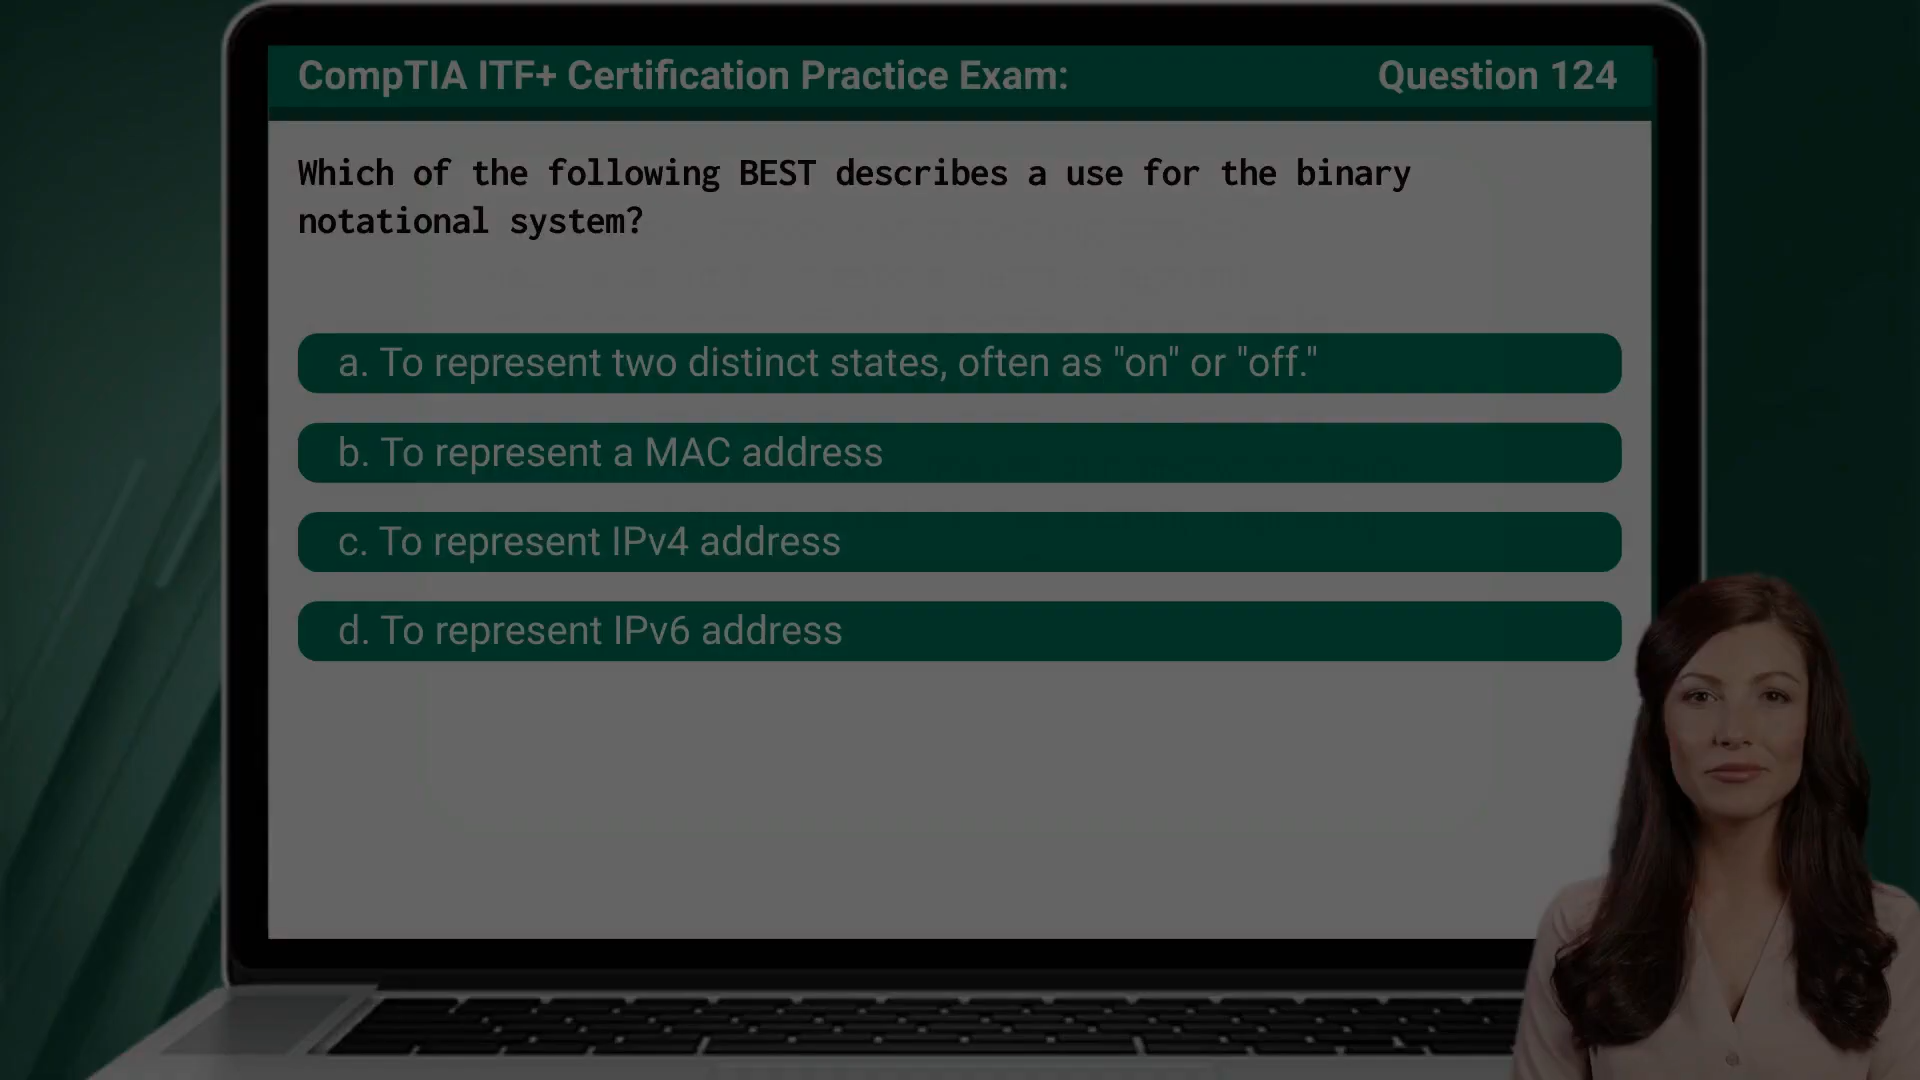 CompTIA ITF+ Certification Practice Exam: Question 124
Which of the following BEST describes a use for the binary
notational system?
a. To represent two distinct states, often as "on" or "off."
b. To represent a MAC address
c. To represent IPv4 address
d. To represent IPv6 address